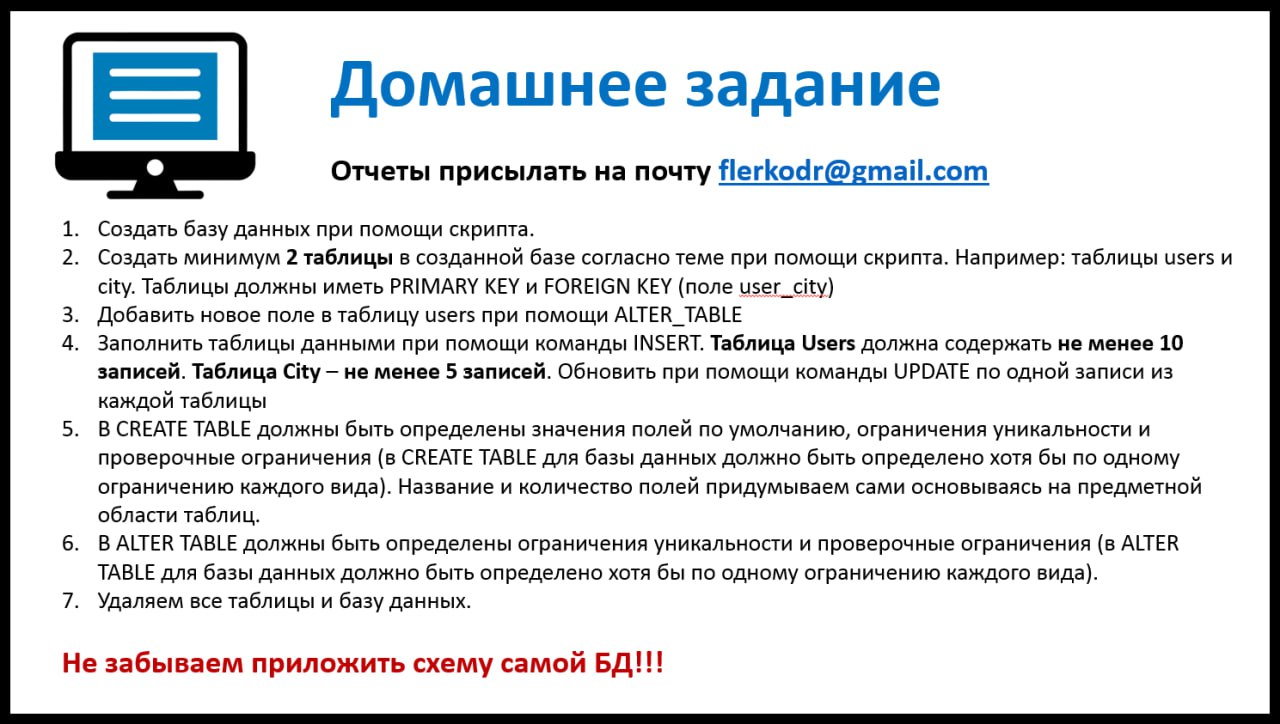 Домашнее задание
Отчеты присылать на почту flerkodr@gmail.com
1. Создать базу данных при помощи скрипта.
2. Создать минимум 2 таблицы в созданной базе согласно теме при помощи скрипта. Например: таблицы users и
city. Таблицы должны иметь PRIMARY KEY и FOREIGN KEY (поле user_city)
3. Добавить новое поле в таблицу users при помощи ALTER_TABLE
4. Заполнить таблицы данными при помощи команды INSERT. Таблица Users должна содержать не менее 10
записей. Таблица City – не менее 5 записей. Обновить при помощи команды UPDATE по одной записи из
каждой таблицы
5. В CREATE TABLE должны быть определены значения полей по умолчанию, ограничения уникальности и
проверочные ограничения (в CREATE TABLE для базы данных должно быть определено хотя бы по одному
ограничению каждого вида). Название и количество полей придумываем сами основываясь на предметной
области таблиц.
6. В ALTER TABLE должны быть определены ограничения уникальности и проверочные ограничения (в ALTER
TABLE для базы данных должно быть определено хотя бы по одному ограничению каждого вида).
7. Удаляем все таблицы и базу данных.
Не забываем приложить схему самой БД!!!